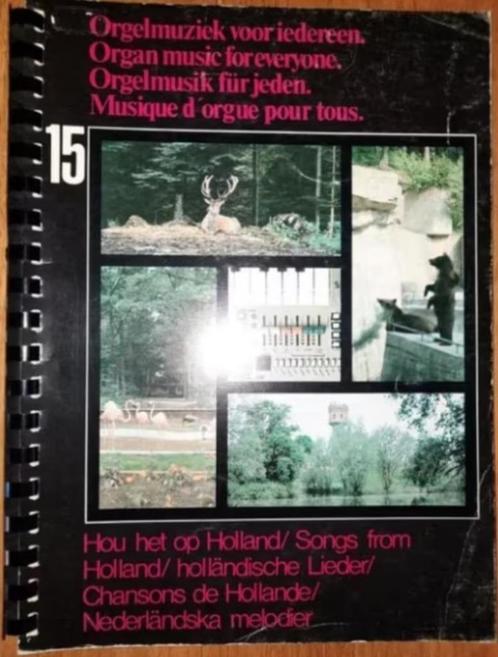 Orgelmuziek voor iedereen.
Organ music for everyone.
Orgelmusik für jeden.
Musique d'orgue pour tous.
15
Hou het op Holland/ Songs from
Holland/ holländische Lieder/
Chansons de Hollande/
Nederländska melodier